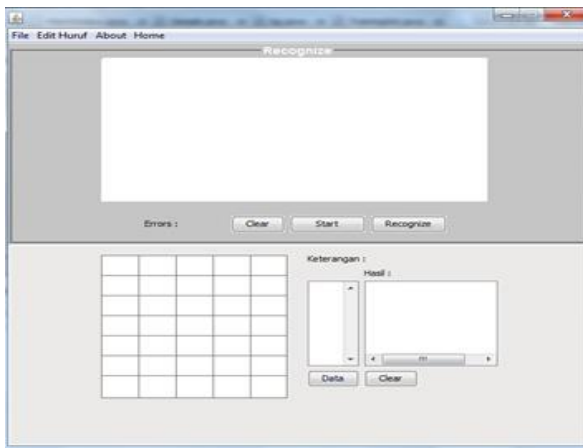 File Edit Huruf About Home
Recognize
Errors : Clear Start Recognize
Keterangan :
Hasil :
Data Clear